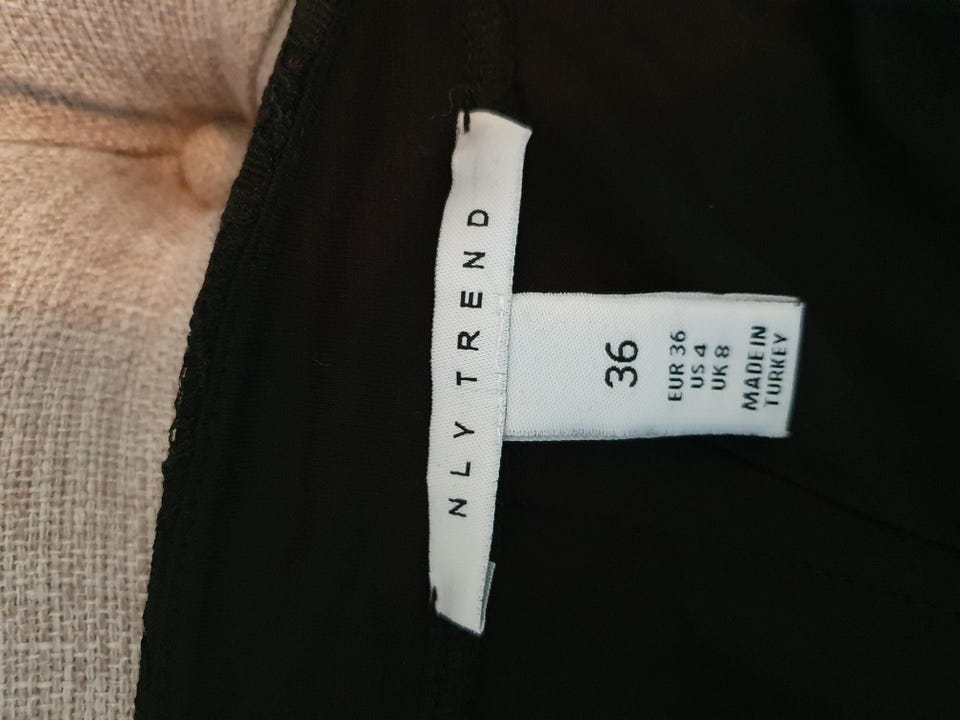 NLY TREND
36
EUR 36
US 4
UK 8
MADE IN
TURKEY